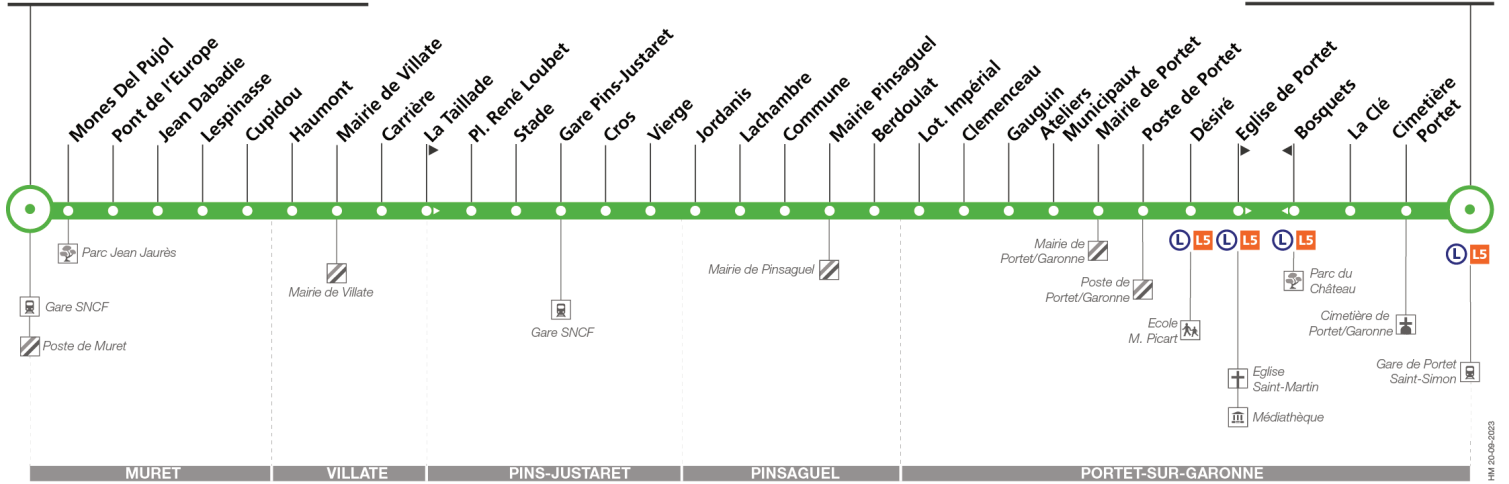 Mones Del Pujol
Pont de l'Europe
Jean Dabadie
Lespinasse
Cupidou
Haumont
Mairie de Villate
Carrière
La Taillade
Pl. René Loubet
Stade
Gare Pins-Justaret
Cros
Vierge
Jordanis
Lachambre
Commune
Mairie Pinsaguel
Berdoulat
Lot. Impérial
Clemenceau
Gauguin
Ateliers
Municipaux
Mairie de Portet
Poste de Portet
Désiré
Eglise de Portet
Bosquets
La Clé
Cimetière
Portet
Parc Jean Jaurès
Gare SNCF
Poste de Muret
Mairie de Villate
Gare SNCF
Mairie de Pinsaguel
Mairie de
Portet/Garonne
Poste de
Portet/Garonne
L L5
Ecole
M. Picart
L L5
Eglise
Saint-Martin
Médiathèque
L L5
Parc du
Château
Cimetière de
Portet/Garonne
L L5
Gare de Portet
Saint-Simon
MURET
VILLATE
PINS-JUSTARET
PINSAGUEL
PORTET-SUR-GARONNE
HM 20-09-2023